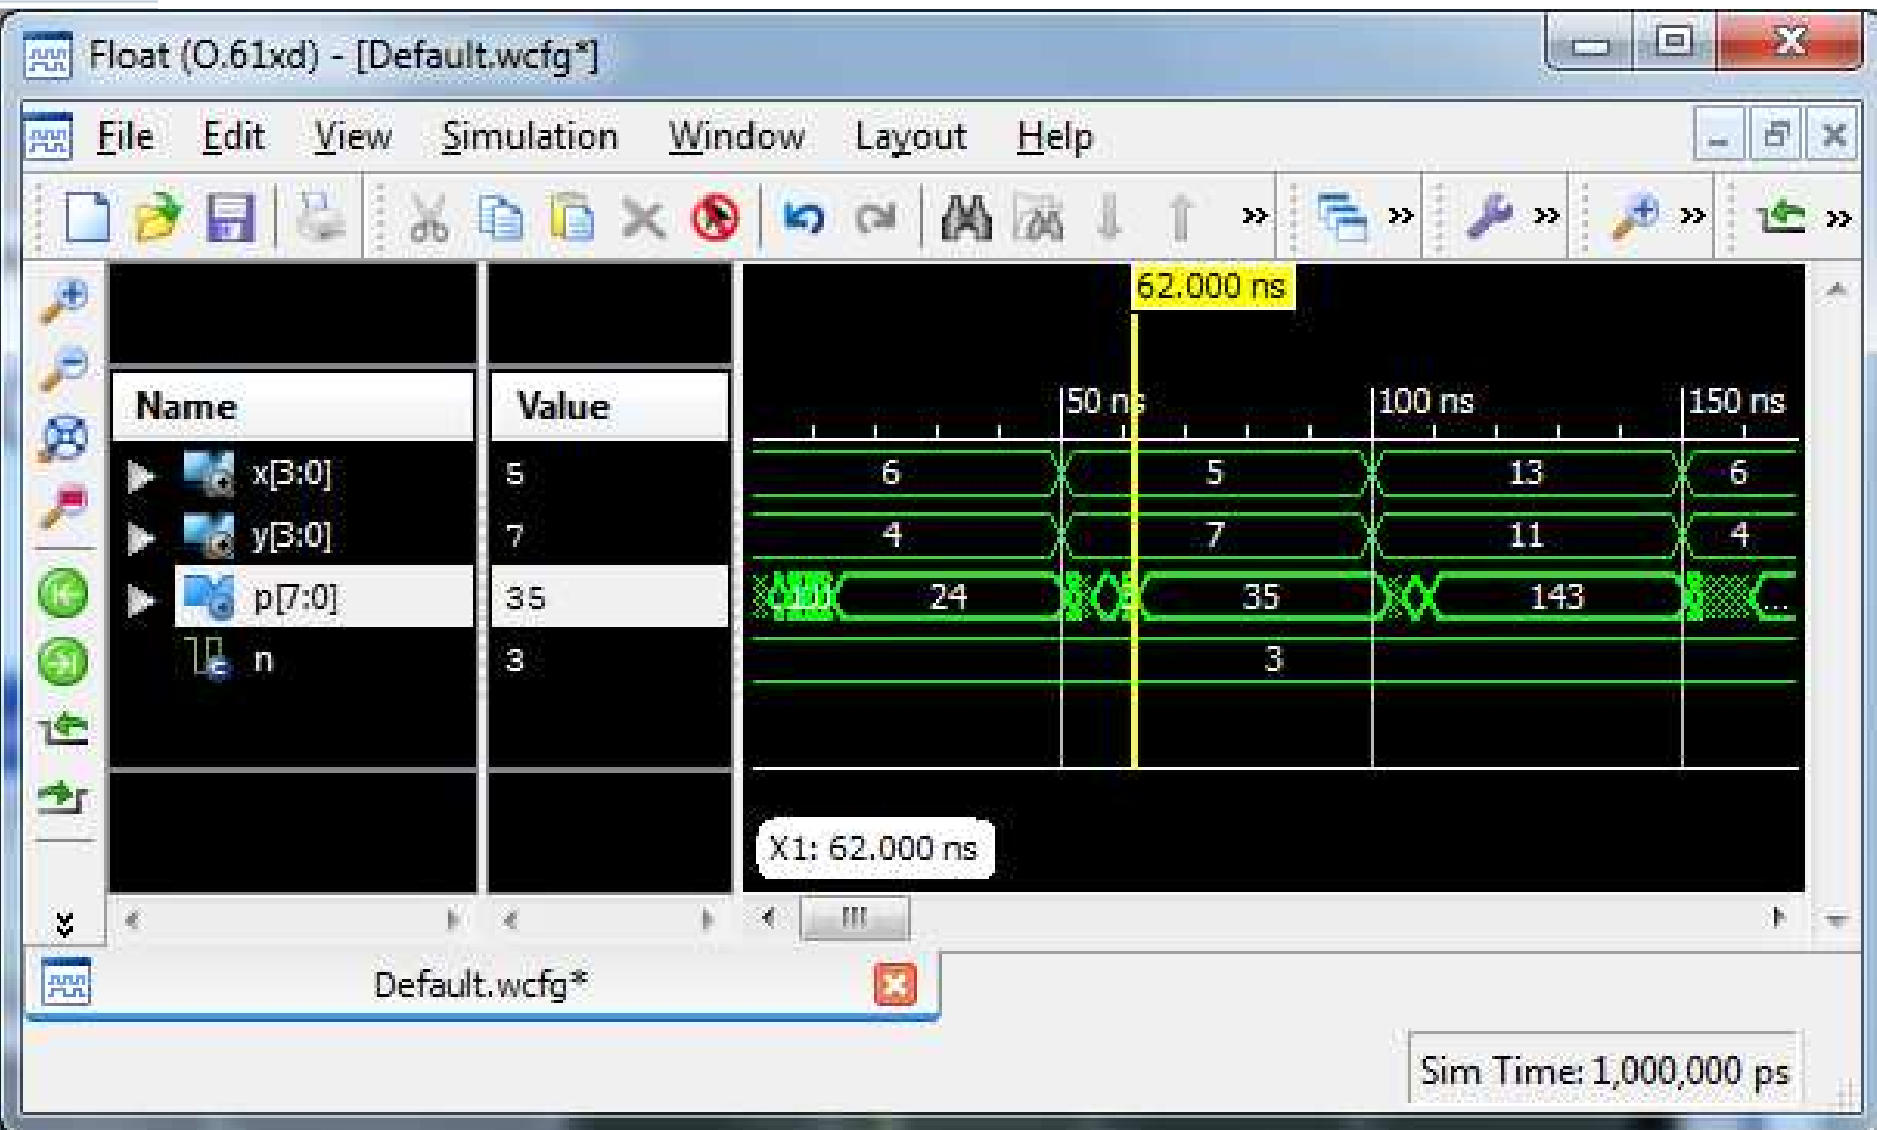 Float (O.61xd) - [Default.wcfg*]
File Edit View Simulation Window Layout Help
62.000 ns
Name Value 50 ns 100 ns 150 ns
x[3:0] 5 6 5 13 6
y[3:0] 7 4 7 11 4
p[7:0] 35 24 35 143 ...
n 3 3
X1: 62.000 ns
Default.wcfg*
Sim Time: 1,000,000 ps